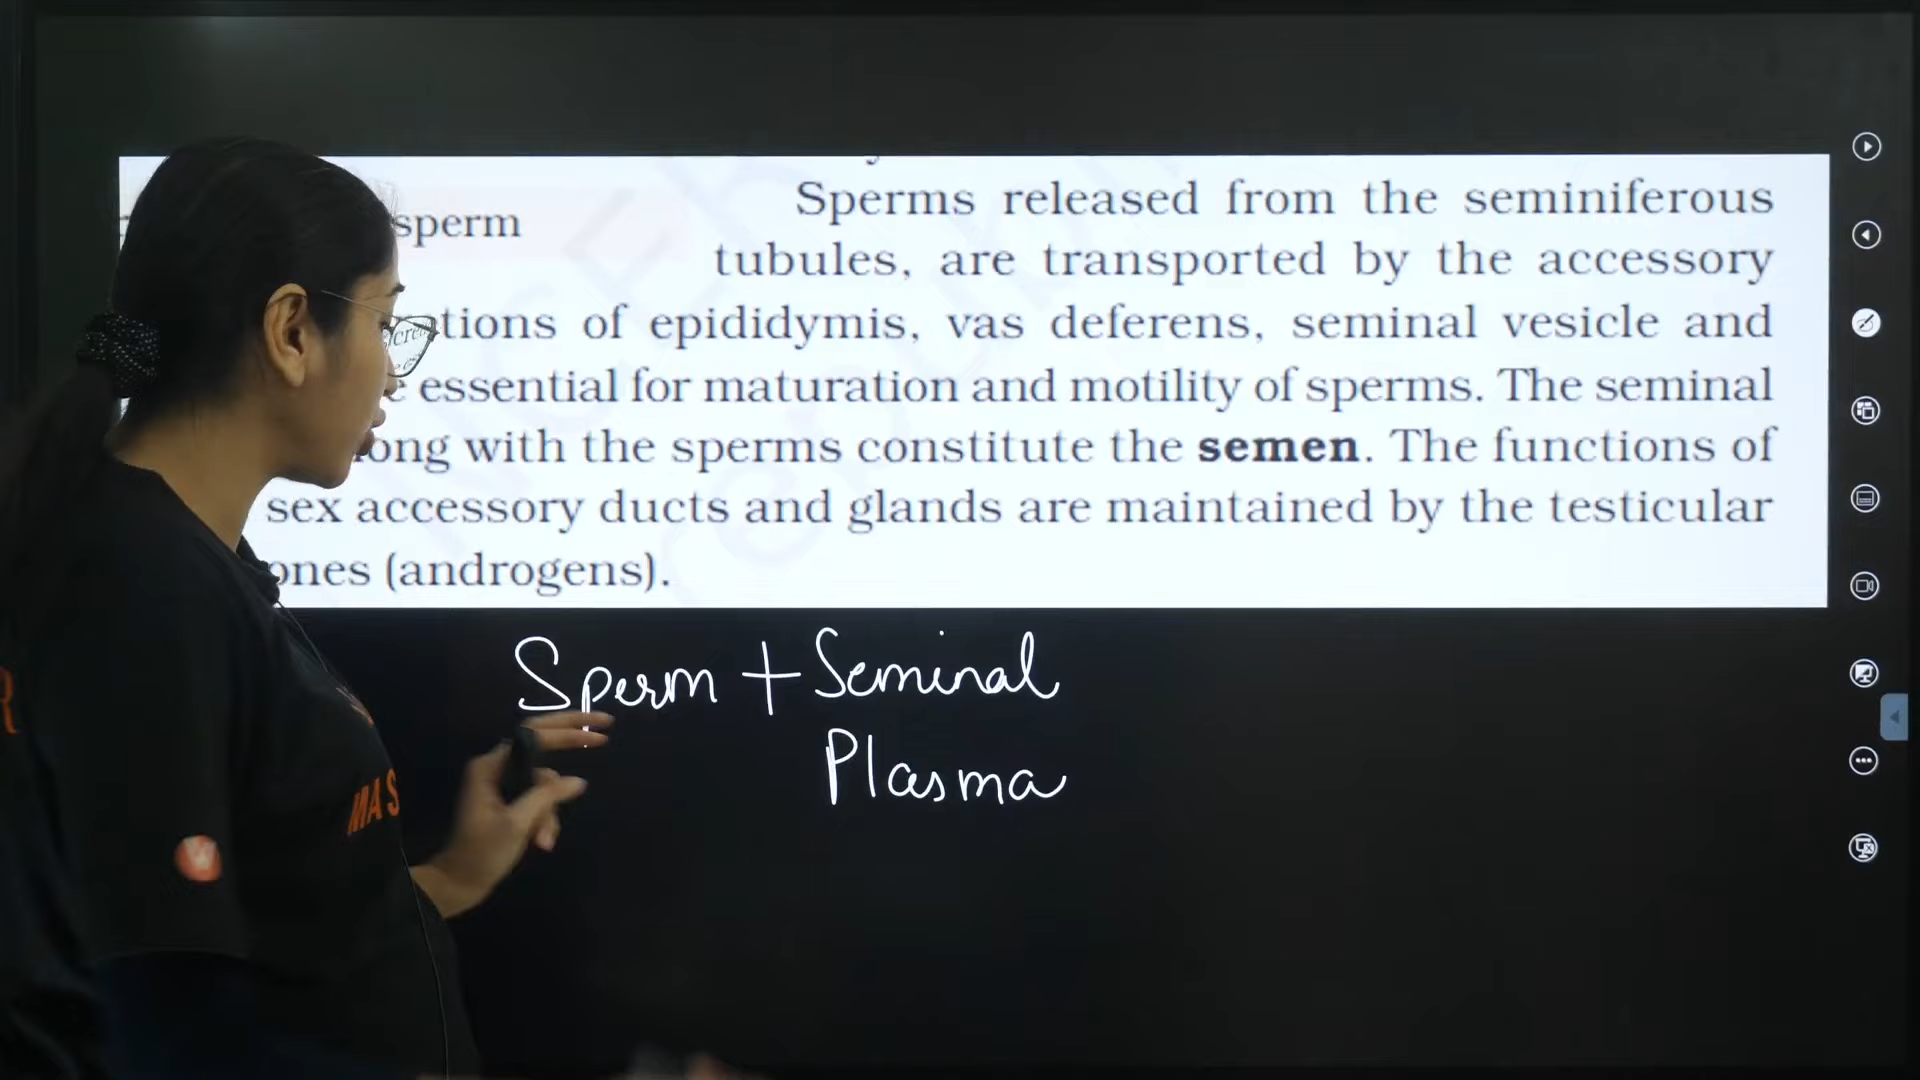 sperm
Sperms released from the seminiferous
tubules, are transported by the accessory
tions of epididymis, vas deferens, seminal vesicle and
essential for maturation and motility of sperms. The seminal
ong with the sperms constitute the semen. The functions of
sex accessory ducts and glands are maintained by the testicular
ones (androgens).
Sperm + Seminal
Plasma
MAS